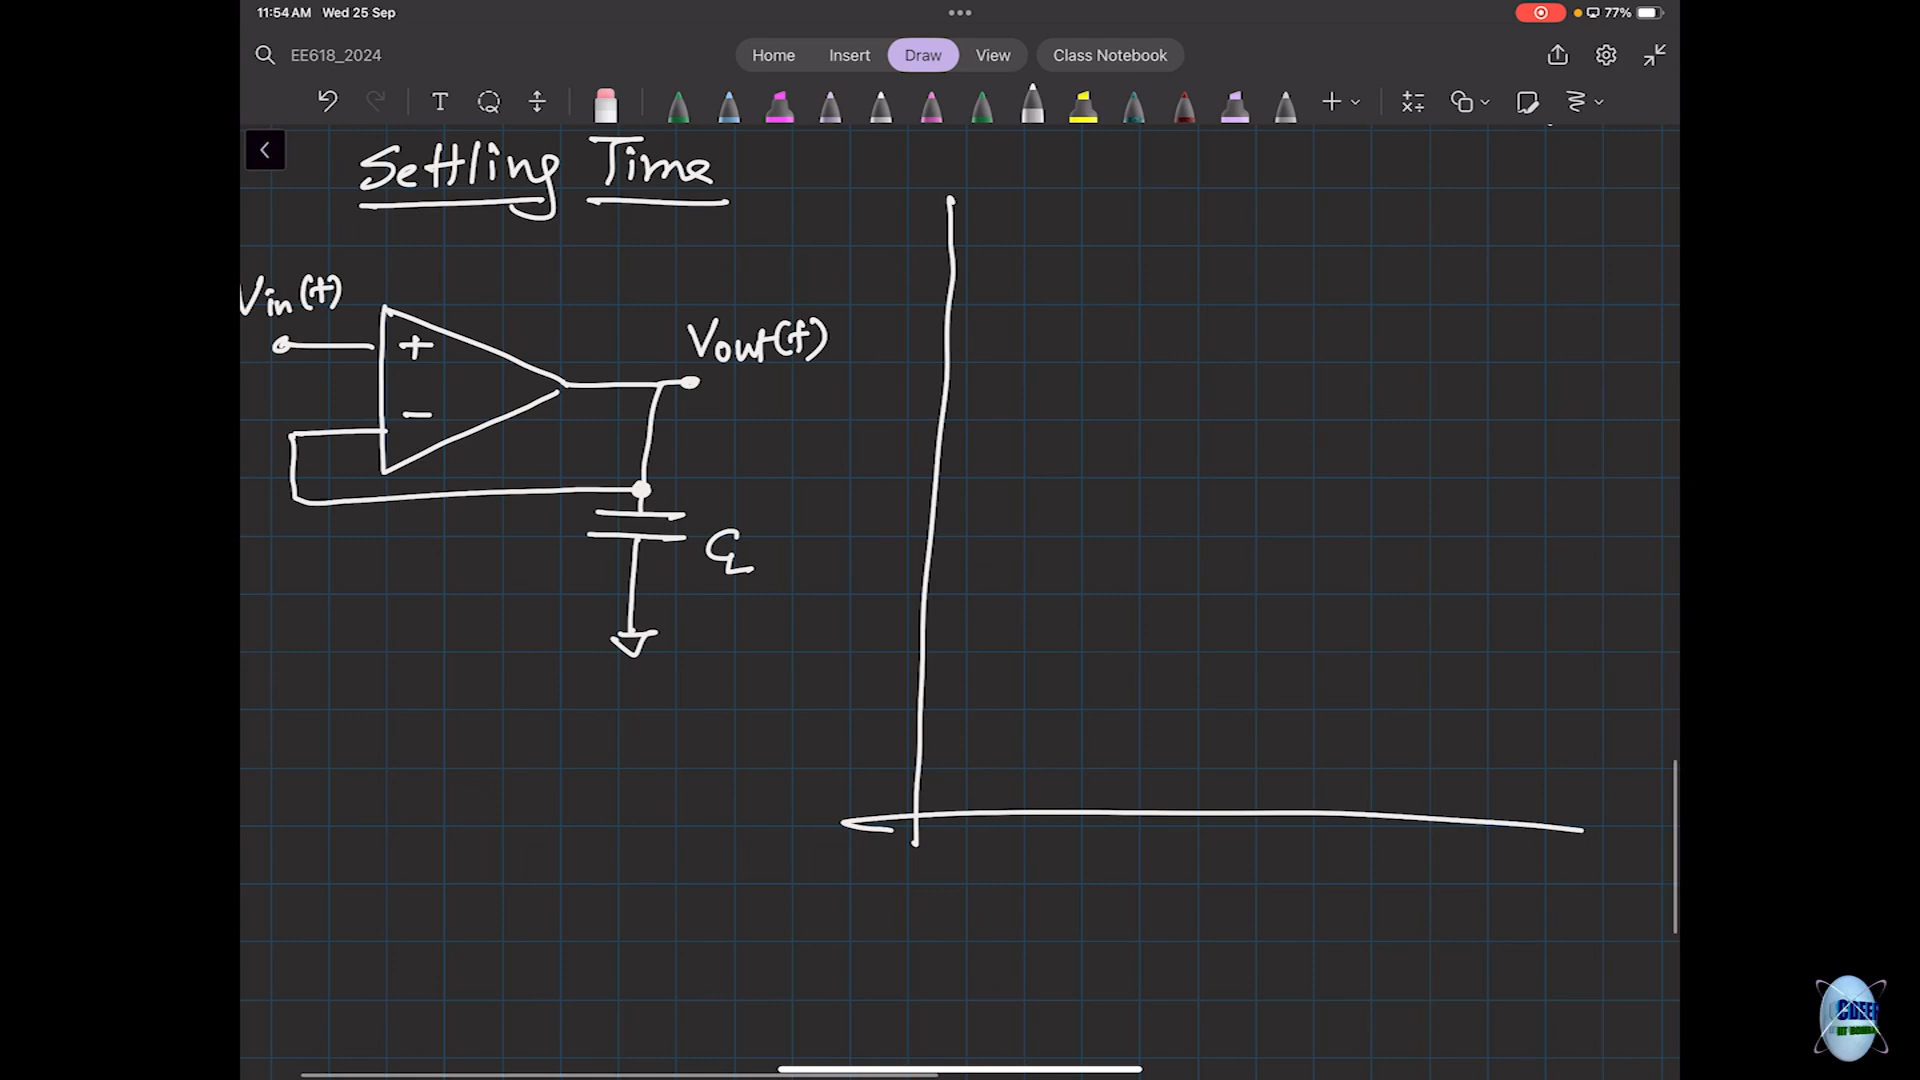 11:54 AM Wed 25 Sep
77%
EE618_2024
Home Insert Draw View Class Notebook
T
Settling Time
Vin(t)
+
Vout(t)
-
CL
CDEEP